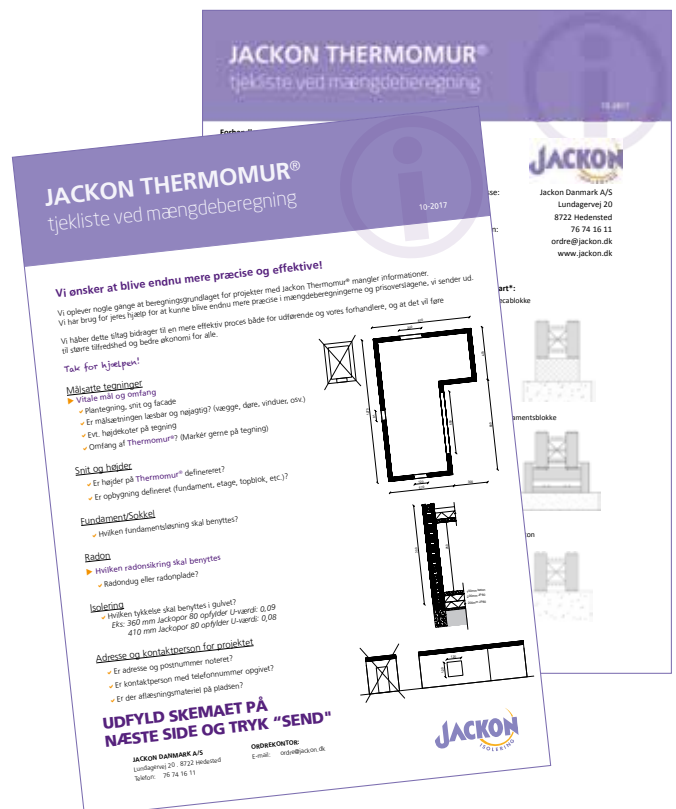 JACKON THERMOMUR®
tjekliste ved mængdeberegning
10-2017
JACKON
Jackon Danmark A/S
Lundagervej 20
8722 Hedensted
76 74 16 11
ordre@jackon.dk
www.jackon.dk
JACKON THERMOMUR®
tjekliste ved mængdeberegning
10-2017
Vi ønsker at blive endnu mere præcise og effektive!
Vi oplever nogle gange at beregningsgrundlaget for projekter med Jackon Thermomur® mangler informationer.
Vi har brug for jeres hjælp for at kunne blive endnu mere præcise i mængdeberegningerne og prisoverslagene, vi sender ud.
Vi håber dette tiltag bidrager til en mere effektiv proces både for udførende og vores forhandlere, og at det vil føre
til større tilfredshed og bedre økonomi for alle.
Tak for hjælpen!
Målsatte tegninger
Vitale mål og omfang
Plantegning, snit og facade
Er målsætningen læsbar og nøjagtig? (vægge, døre, vinduer, osv.)
Evt. højdekoter på tegning
Omfang af Thermomur®? (Markér gerne på tegning)
Snit og højder
Er højder på Thermomur® defineret?
Er opbygning defineret (fundament, etage, topblok, etc.)?
Fundament/Sokkel
Hvilken fundamentsløsning skal benyttes?
Radon
Hvilken radonsikring skal benyttes
Radondug eller radonplade?
Isolering
Hvilken tykkelse skal benyttes i gulvet?
Eks: 360 mm Jackopor 80 opfylder U-værdi: 0,09
410 mm Jackopor 80 opfylder U-værdi: 0,08
Adresse og kontaktperson for projektet
Er adresse og postnummer noteret?
Er kontaktperson med telefonnummer opgivet?
Er der aflæsningsmateriel på pladsen?
UDFYLD SKEMAET PÅ
NÆSTE SIDE OG TRYK “SEND"
JACKON DANMARK A/S
Lundagervej 20 . 8722 Hedested
Telefon: 76 74 16 11
ORDREKONTOR:
E-mail: ordre@jackon.dk
JACKON
ISOLERING